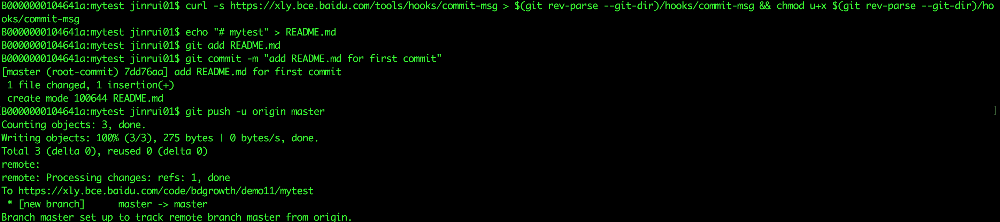 B0000000104641a:mytest jinrui01$ curl -s https://xly.bce.baidu.com/tools/hooks/commit-msg > $(git rev-parse --git-dir)/hooks/commit-msg && chmod u+x $(git rev-parse --git-dir)/ho
oks/commit-msg
B0000000104641a:mytest jinrui01$ echo "# mytest" > README.md
B0000000104641a:mytest jinrui01$ git add README.md
B0000000104641a:mytest jinrui01$ git commit -m "add README.md for first commit"
[master (root-commit) 7dd76aa] add README.md for first commit
 1 file changed, 1 insertion(+)
 create mode 100644 README.md
[B0000000104641a:mytest jinrui01$ git push -u origin master ]
Counting objects: 3, done.
Writing objects: 100% (3/3), 275 bytes | 0 bytes/s, done.
Total 3 (delta 0), reused 0 (delta 0)
remote:
remote: Processing changes: refs: 1, done
To https://xly.bce.baidu.com/code/bdgrowth/demo11/mytest
 * [new branch]      master -> master
Branch master set up to track remote branch master from origin.